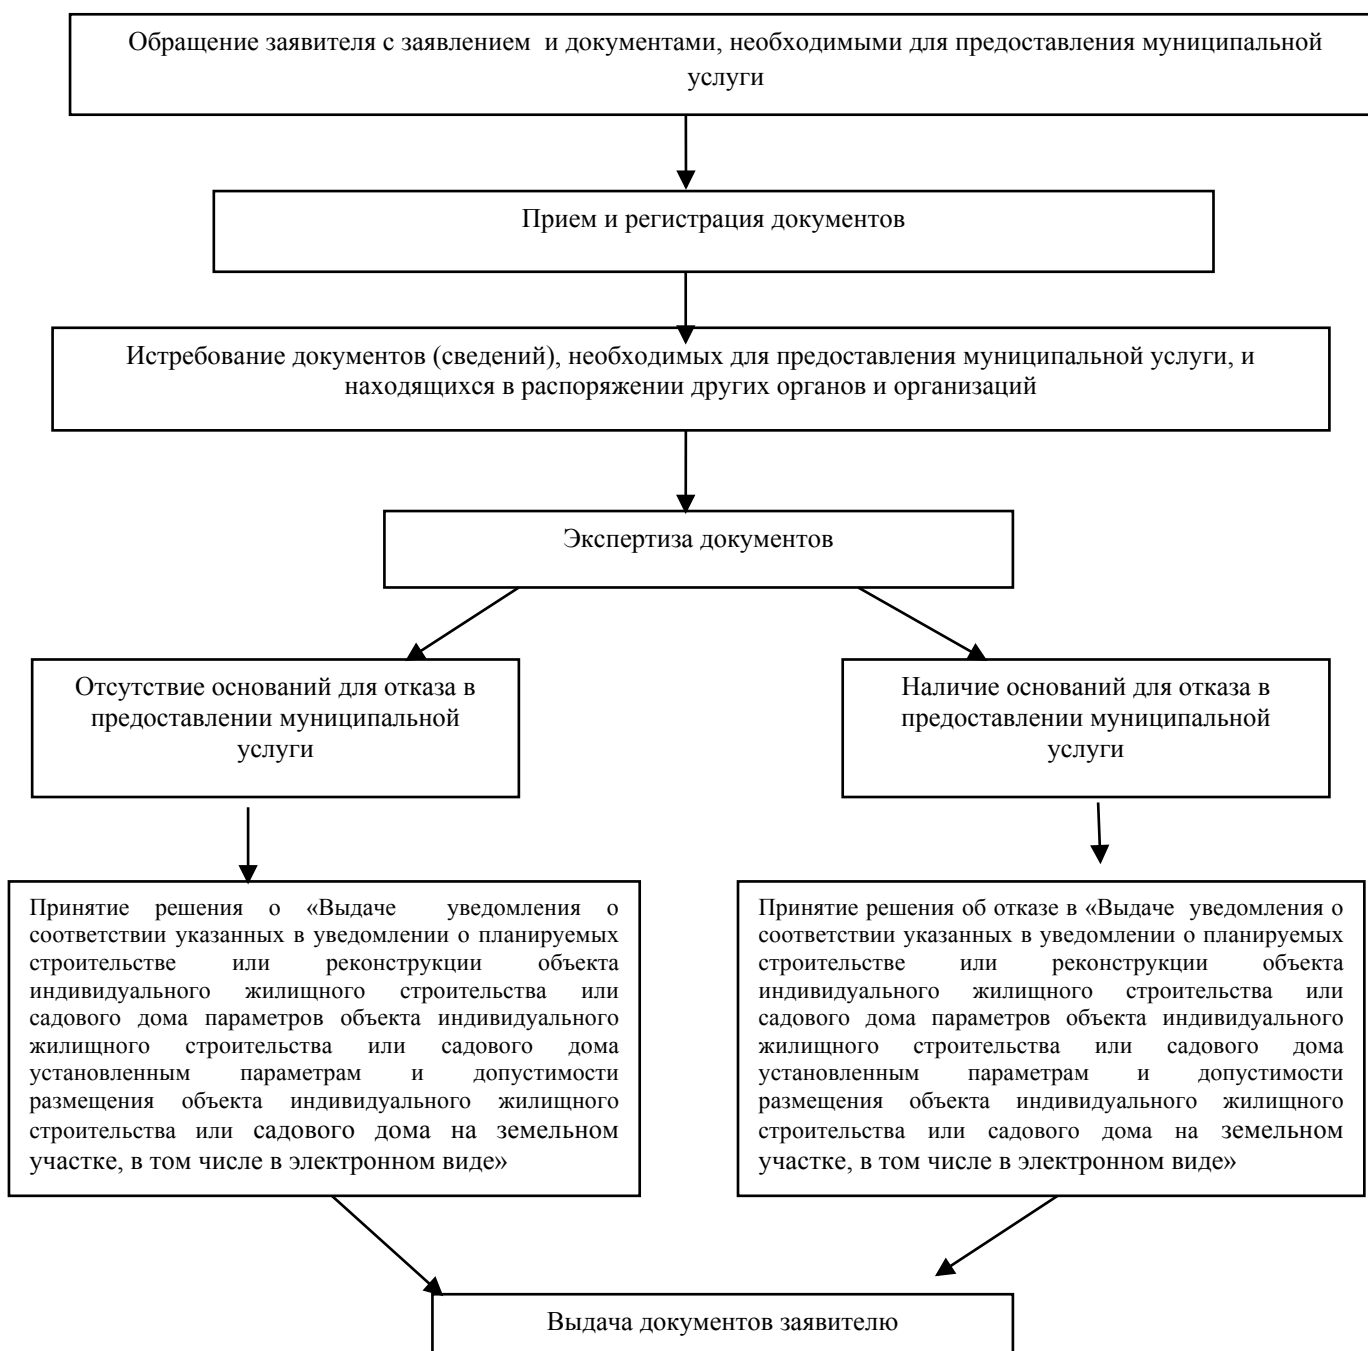 Обращение заявителя с заявлением и документами, необходимыми для предоставления муниципальной
услуги
Прием и регистрация документов
Истребование документов (сведений), необходимых для предоставления муниципальной услуги, и
находящихся в распоряжении других органов и организаций
Экспертиза документов
Отсутствие оснований для отказа в
предоставлении муниципальной
услуги
Наличие оснований для отказа в
предоставлении муниципальной
услуги
Принятие решения о «Выдаче уведомления о
соответствии указанных в уведомлении о планируемых
строительстве или реконструкции объекта
индивидуального жилищного строительства или
садового дома параметров объекта индивидуального
жилищного строительства или садового дома
установленным параметрам и допустимости
размещения объекта индивидуального жилищного
строительства или садового дома на земельном
участке, в том числе в электронном виде»
Принятие решения об отказе в «Выдаче уведомления о
соответствии указанных в уведомлении о планируемых
строительстве или реконструкции объекта
индивидуального жилищного строительства или
садового дома параметров объекта индивидуального
жилищного строительства или садового дома
установленным параметрам и допустимости
размещения объекта индивидуального жилищного
строительства или садового дома на земельном
участке, в том числе в электронном виде»
Выдача документов заявителю